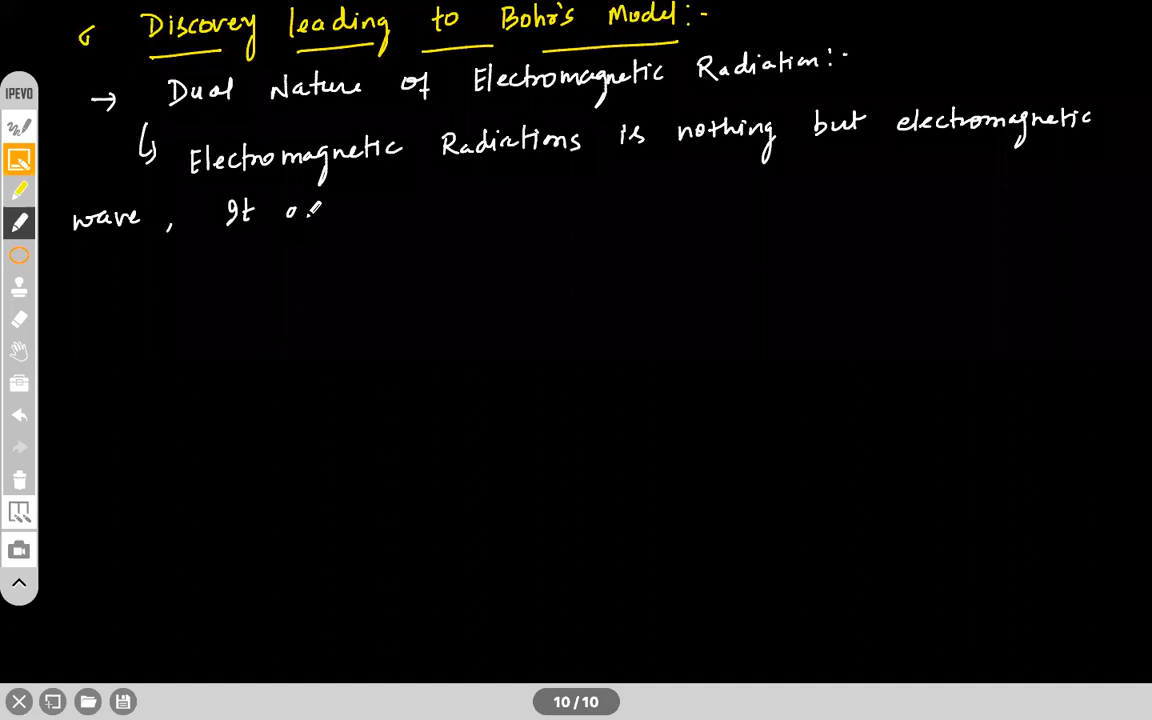 Discovery leading to Bohr's Model:-
→ Dual Nature of Electromagnetic Radiation:-
↳ Electromagnetic Radiations is nothing but electromagnetic
wave, It
IPEVO
10/10